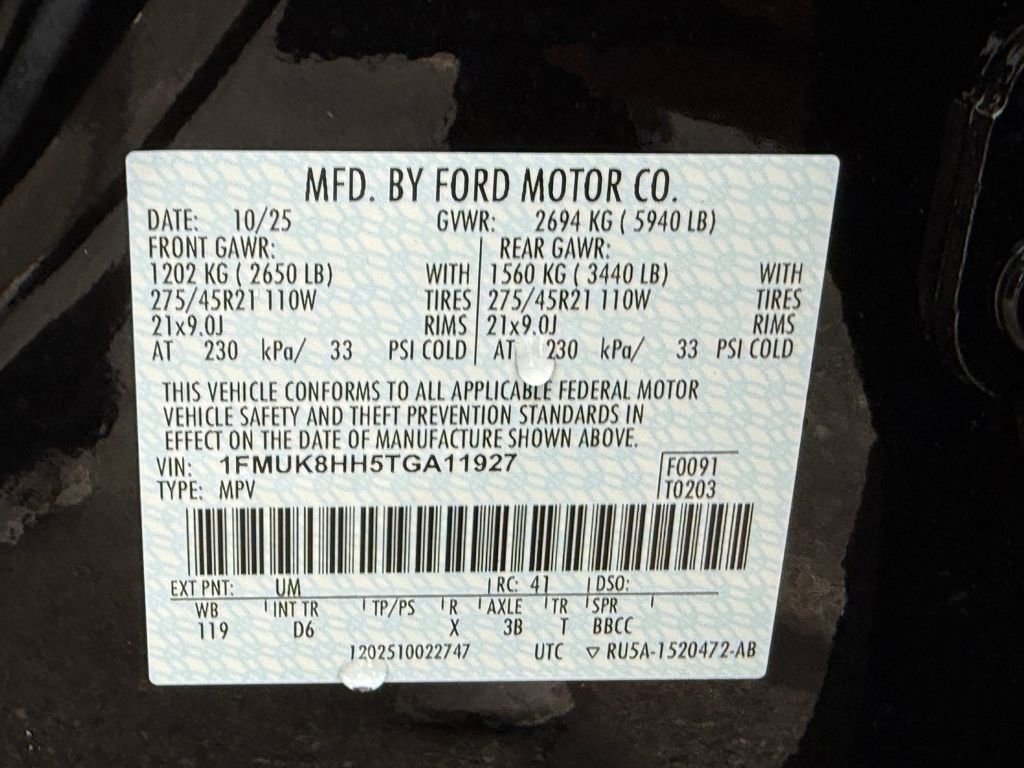 MFD. BY FORD MOTOR CO.
DATE: 10/25 GVWR: 2694 KG ( 5940 LB)
FRONT GAWR: REAR GAWR:
1202 KG ( 2650 LB) WITH 1560 KG ( 3440 LB) WITH
275/45R21 110W TIRES 275/45R21 110W TIRES
21x9.0J RIMS 21x9.0J RIMS
AT 230 kPa/ 33 PSI COLD AT 230 kPa/ 33 PSI COLD
THIS VEHICLE CONFORMS TO ALL APPLICABLE FEDERAL MOTOR
VEHICLE SAFETY AND THEFT PREVENTION STANDARDS IN
EFFECT ON THE DATE OF MANUFACTURE SHOWN ABOVE.
VIN: 1FMUK8HH5TGA11927 F0091
TYPE: MPV T0203
EXT PNT: UM RC: 41 DSO:
WB INT TR TP/PS R AXLE TR SPR
119 D6 X 3B T BBCC
1202510022747 UTC ▽ RU5A-1520472-AB